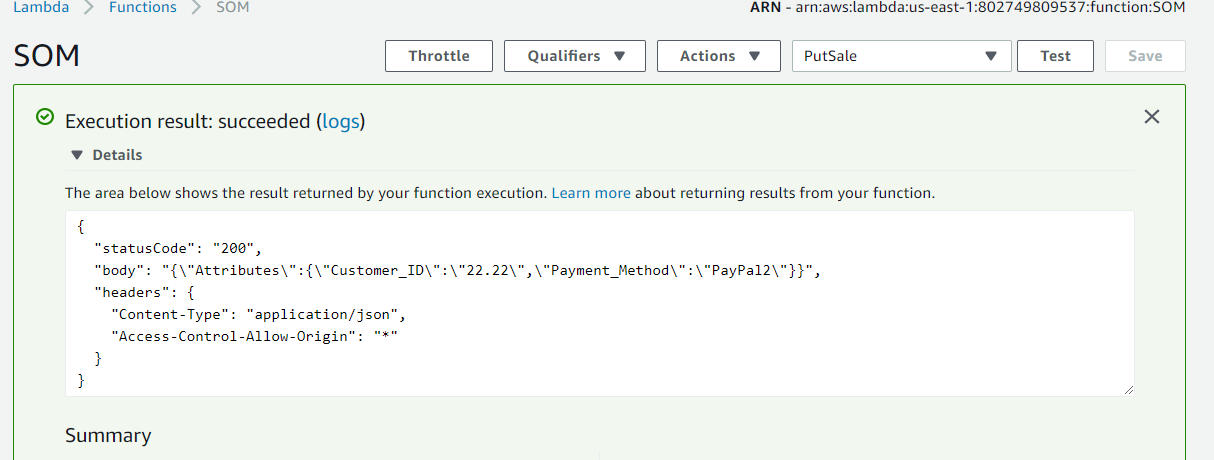 Lambda > Functions > SOM ARN - arn:aws:lambda:us-east-1:802749809537:function:SOM
SOM Throttle Qualifiers Actions PutSale Test Save
Execution result: succeeded (logs)
Details
The area below shows the result returned by your function execution. Learn more about returning results from your function.
{
  "statusCode": "200",
  "body": "{\"Attributes\":{\"Customer_ID\":\"22.22\",\"Payment_Method\":\"PayPal2\"}}",
  "headers": {
    "Content-Type": "application/json",
    "Access-Control-Allow-Origin": "*"
  }
}
Summary